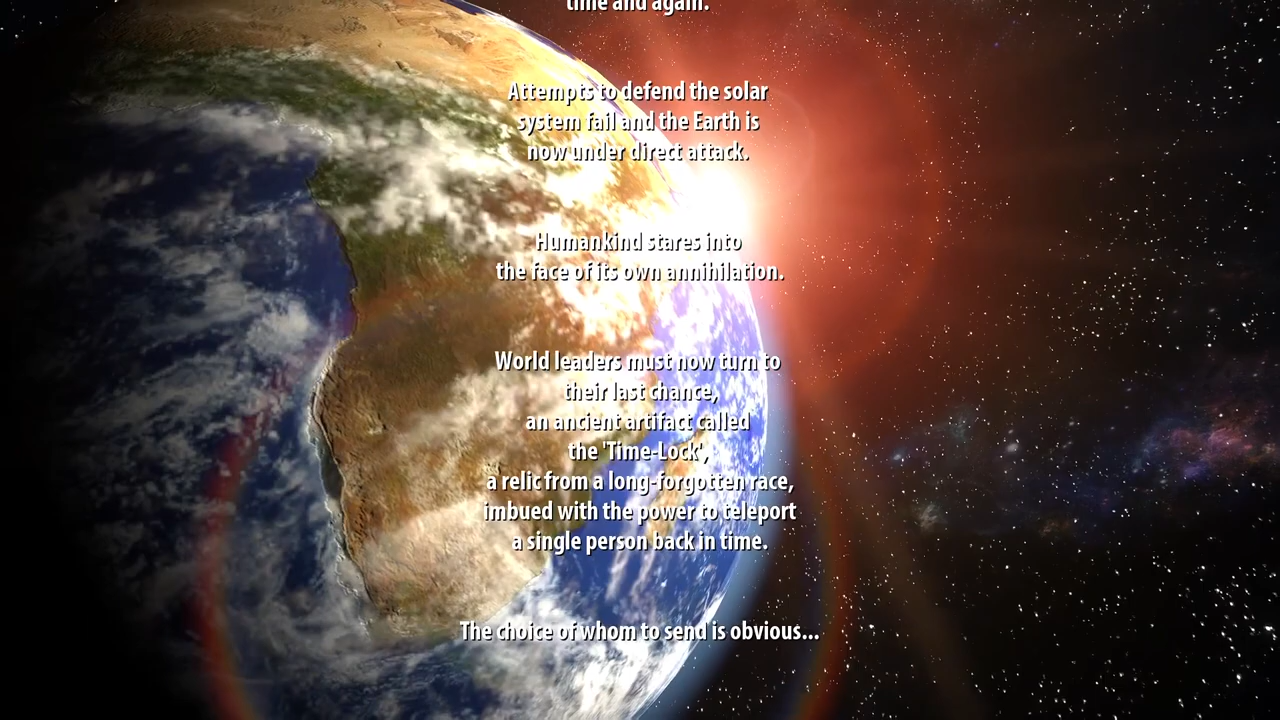 time and again.
Attempts to defend the solar
system fail and the Earth is
now under direct attack.
Humankind stares into
the face of its own annihilation.
World leaders must now turn to
their last chance,
an ancient artifact called
the 'Time-Lock',
a relic from a long-forgotten race,
imbued with the power to teleport
a single person back in time.
The choice of whom to send is obvious...